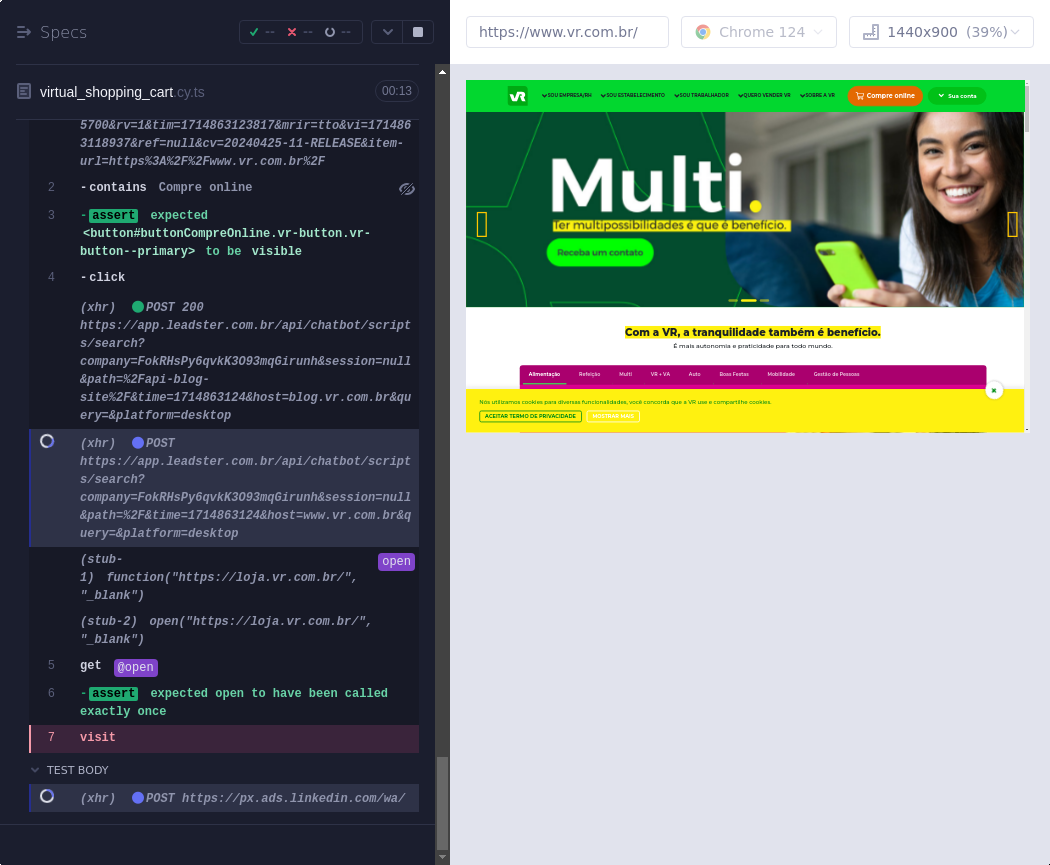 Specs
--
--
--
https://www.vr.com.br/
Chrome 124
1440x900 (39%)
virtual_shopping_cart.cy.ts
00:13
5700&rv=1&tim=1714863123817&mrir=tto&vi=171486
3118937&ref=null&cv=20240425-11-RELEASE&item-
url=https%3A%2F%2Fwww.vr.com.br%2F
2 -contains Compre online
3 -assert expected
<button#buttonCompreOnline.vr-button.vr-
button--primary> to be visible
4 -click
(xhr) POST 200
https://app.leadster.com.br/api/chatbot/script
s/search?
company=FokRHsPy6qvkK3O93mqGirunh&session=null
&path=%2Fapi-blog-
site%2F&time=1714863124&host=blog.vr.com.br&qu
ery=&platform=desktop
(xhr) POST
https://app.leadster.com.br/api/chatbot/script
s/search?
company=FokRHsPy6qvkK3O93mqGirunh&session=null
&path=%2F&time=1714863124&host=www.vr.com.br&q
uery=&platform=desktop
(stub-
1) function("https://loja.vr.com.br/",
"_blank")
open
(stub-2) open("https://loja.vr.com.br/",
"_blank")
5 get @open
6 -assert expected open to have been called
exactly once
7 visit
TEST BODY
(xhr) POST https://px.ads.linkedin.com/wa/
VR
SOU EMPRESA/RH
SOU ESTABELECIMENTO
SOU TRABALHADOR
QUERO VENDER VR
SOBRE A VR
Compre online
Sua conta
Multi.
Ter multipossibilidades é que é benefício.
Receba um contato
Com a VR, a tranquilidade também é benefício.
É mais autonomia e praticidade para todo mundo.
Alimentação
Refeição
Multi
VR + VA
Auto
Boas Festas
Mobilidade
Gestão de Pessoas
Nós utilizamos cookies para diversas funcionalidades, você concorda que a VR use e compartilhe cookies.
ACEITAR TERMO DE PRIVACIDADE
MOSTRAR MAIS